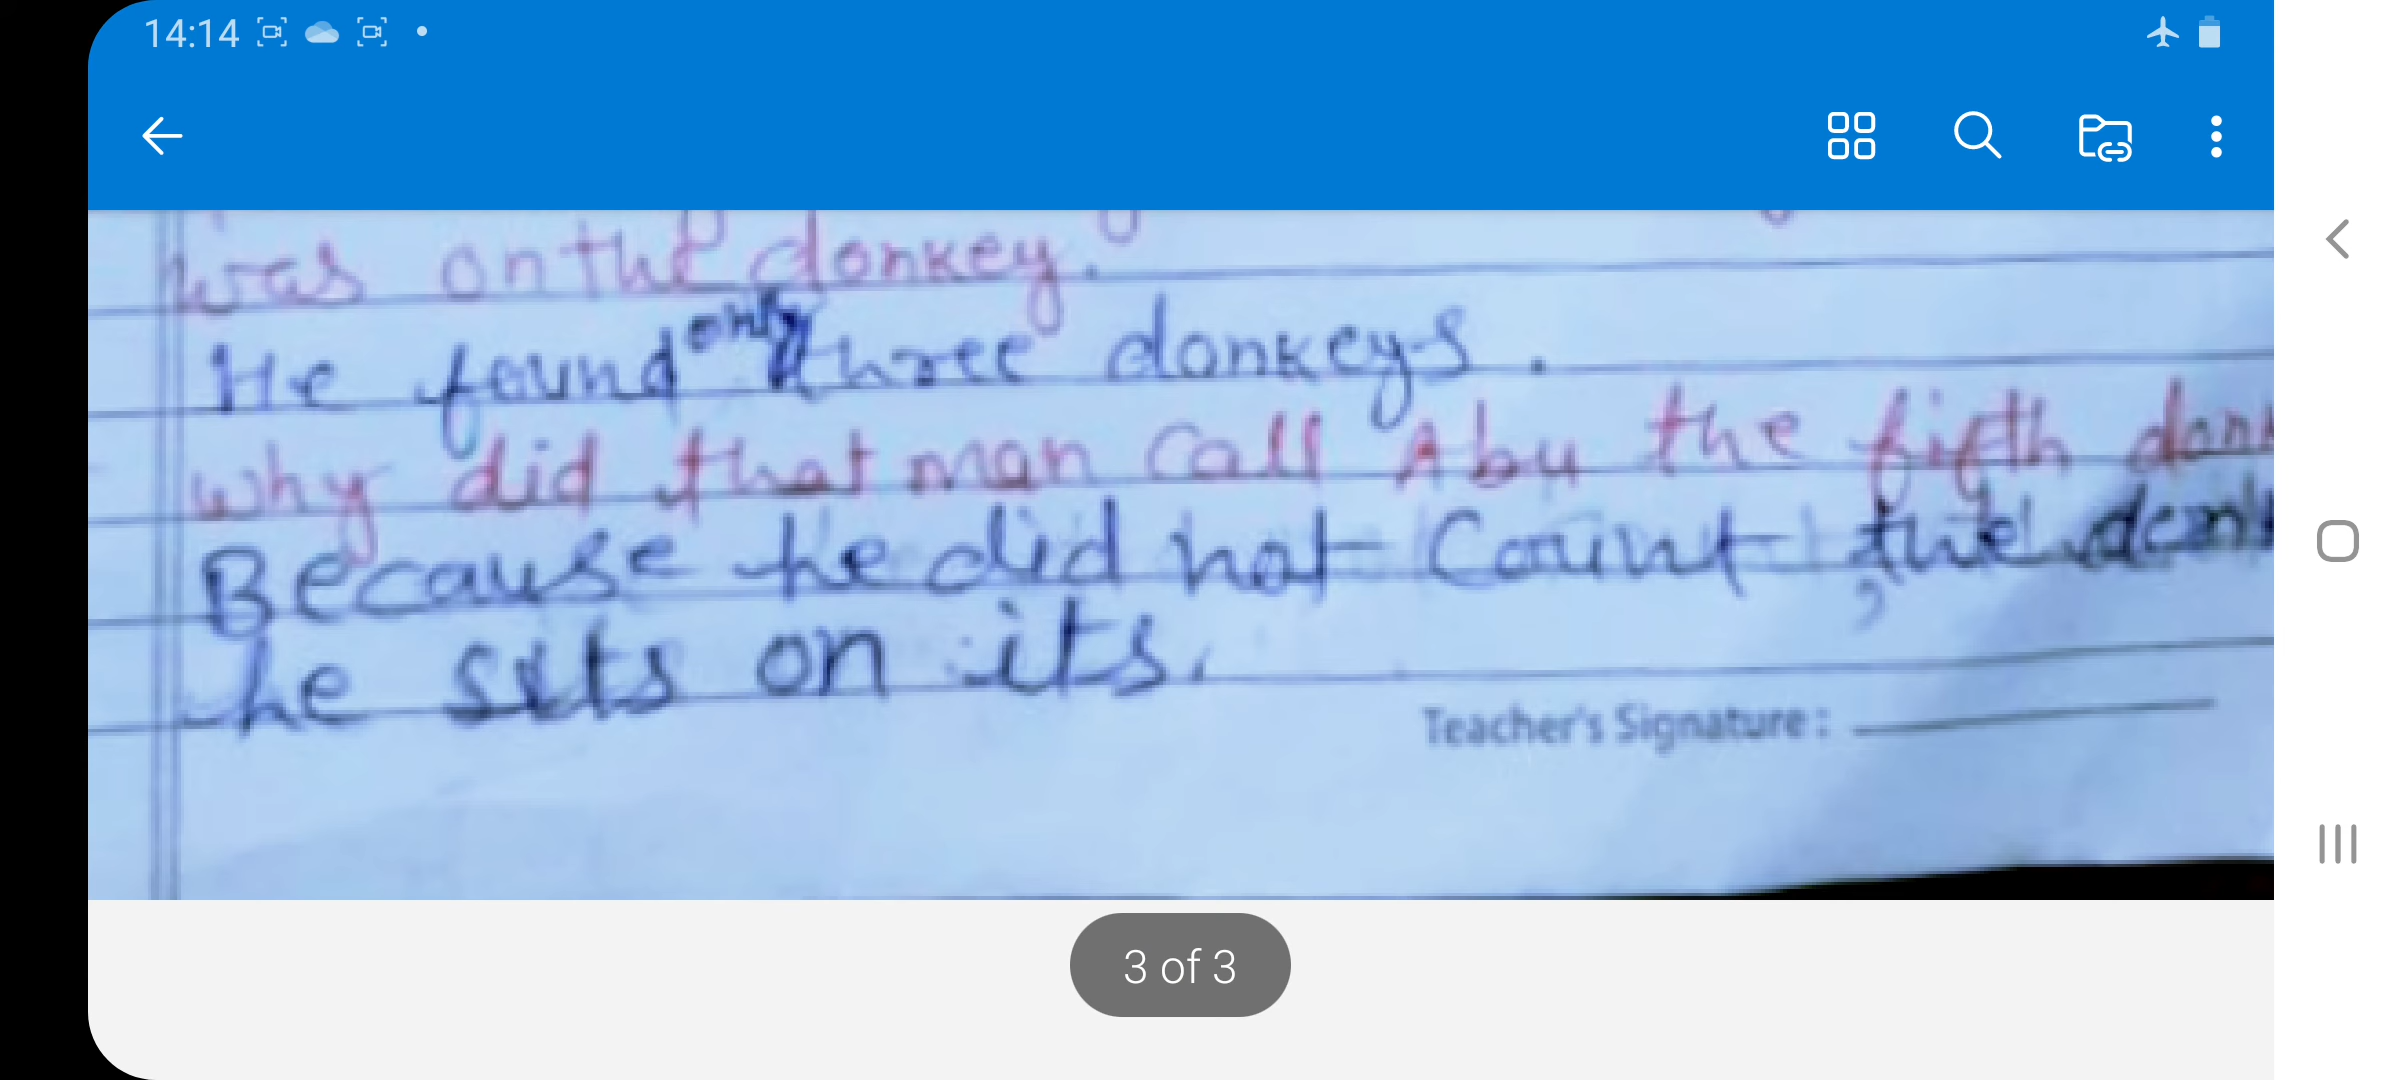 14:14
was on the donkey.
He found only three donkeys.
why did that man call Abu the fifth
Because he did not count the
he sits on its.
Teacher's Signature:
3 of 3